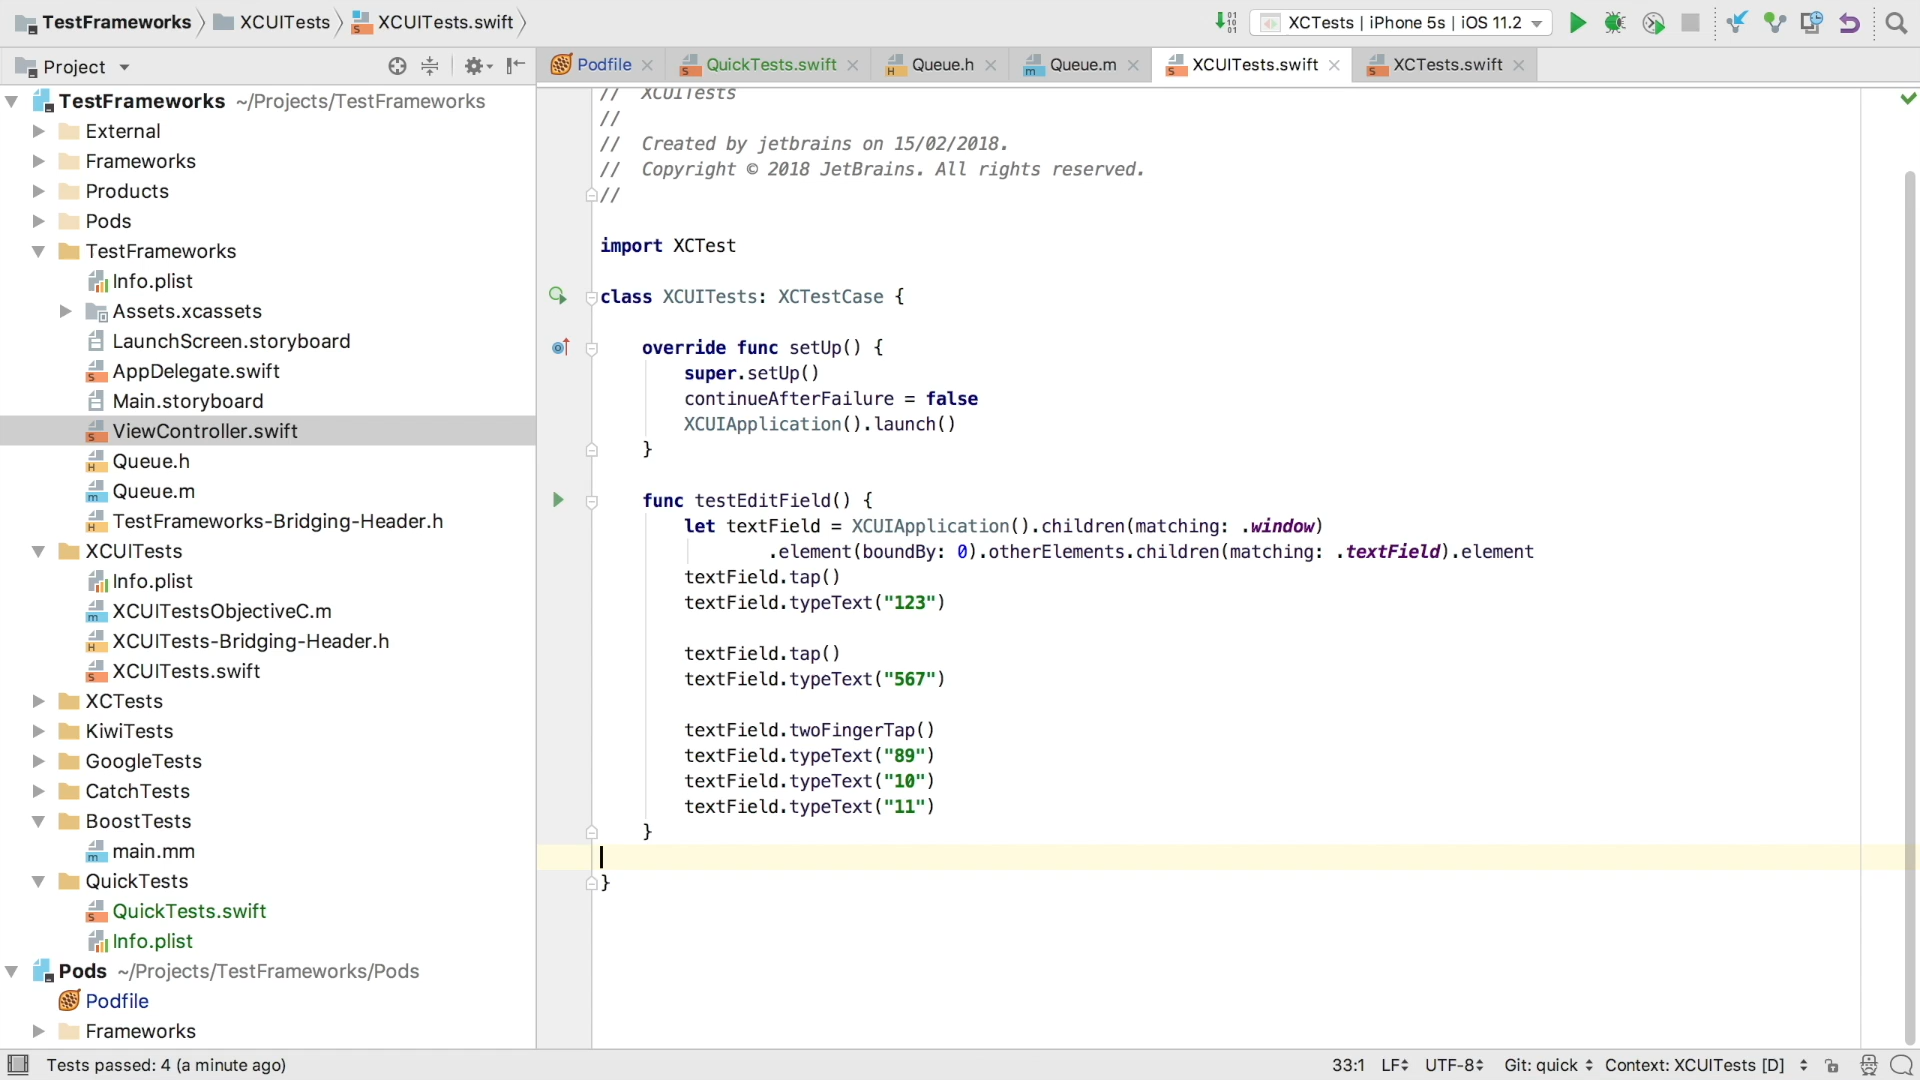 TestFrameworks XCUITests XCUITests.swift
XCTests | iPhone 5s | iOS 11.2
Project
Podfile QuickTests.swift Queue.h Queue.m XCUITests.swift XCTests.swift
TestFrameworks ~/Projects/TestFrameworks
External
Frameworks
Products
Pods
TestFrameworks
Info.plist
Assets.xcassets
LaunchScreen.storyboard
AppDelegate.swift
Main.storyboard
ViewController.swift
Queue.h
Queue.m
TestFrameworks-Bridging-Header.h
XCUITests
Info.plist
XCUITestsObjectiveC.m
XCUITests-Bridging-Header.h
XCUITests.swift
XCTests
KiwiTests
GoogleTests
CatchTests
BoostTests
main.mm
QuickTests
QuickTests.swift
Info.plist
Pods ~/Projects/TestFrameworks/Pods
Podfile
Frameworks
// XCUITests
//
// Created by jetbrains on 15/02/2018.
// Copyright © 2018 JetBrains. All rights reserved.
//
import XCTest
class XCUITests: XCTestCase {
override func setUp() {
super.setUp()
continueAfterFailure = false
XCUIApplication().launch()
}
func testEditField() {
let textField = XCUIApplication().children(matching: .window)
.element(boundBy: 0).otherElements.children(matching: .textField).element
textField.tap()
textField.typeText("123")
textField.tap()
textField.typeText("567")
textField.twoFingerTap()
textField.typeText("89")
textField.typeText("10")
textField.typeText("11")
}
}
Tests passed: 4 (a minute ago)
33:1 LF UTF-8 Git: quick Context: XCUITests [D]